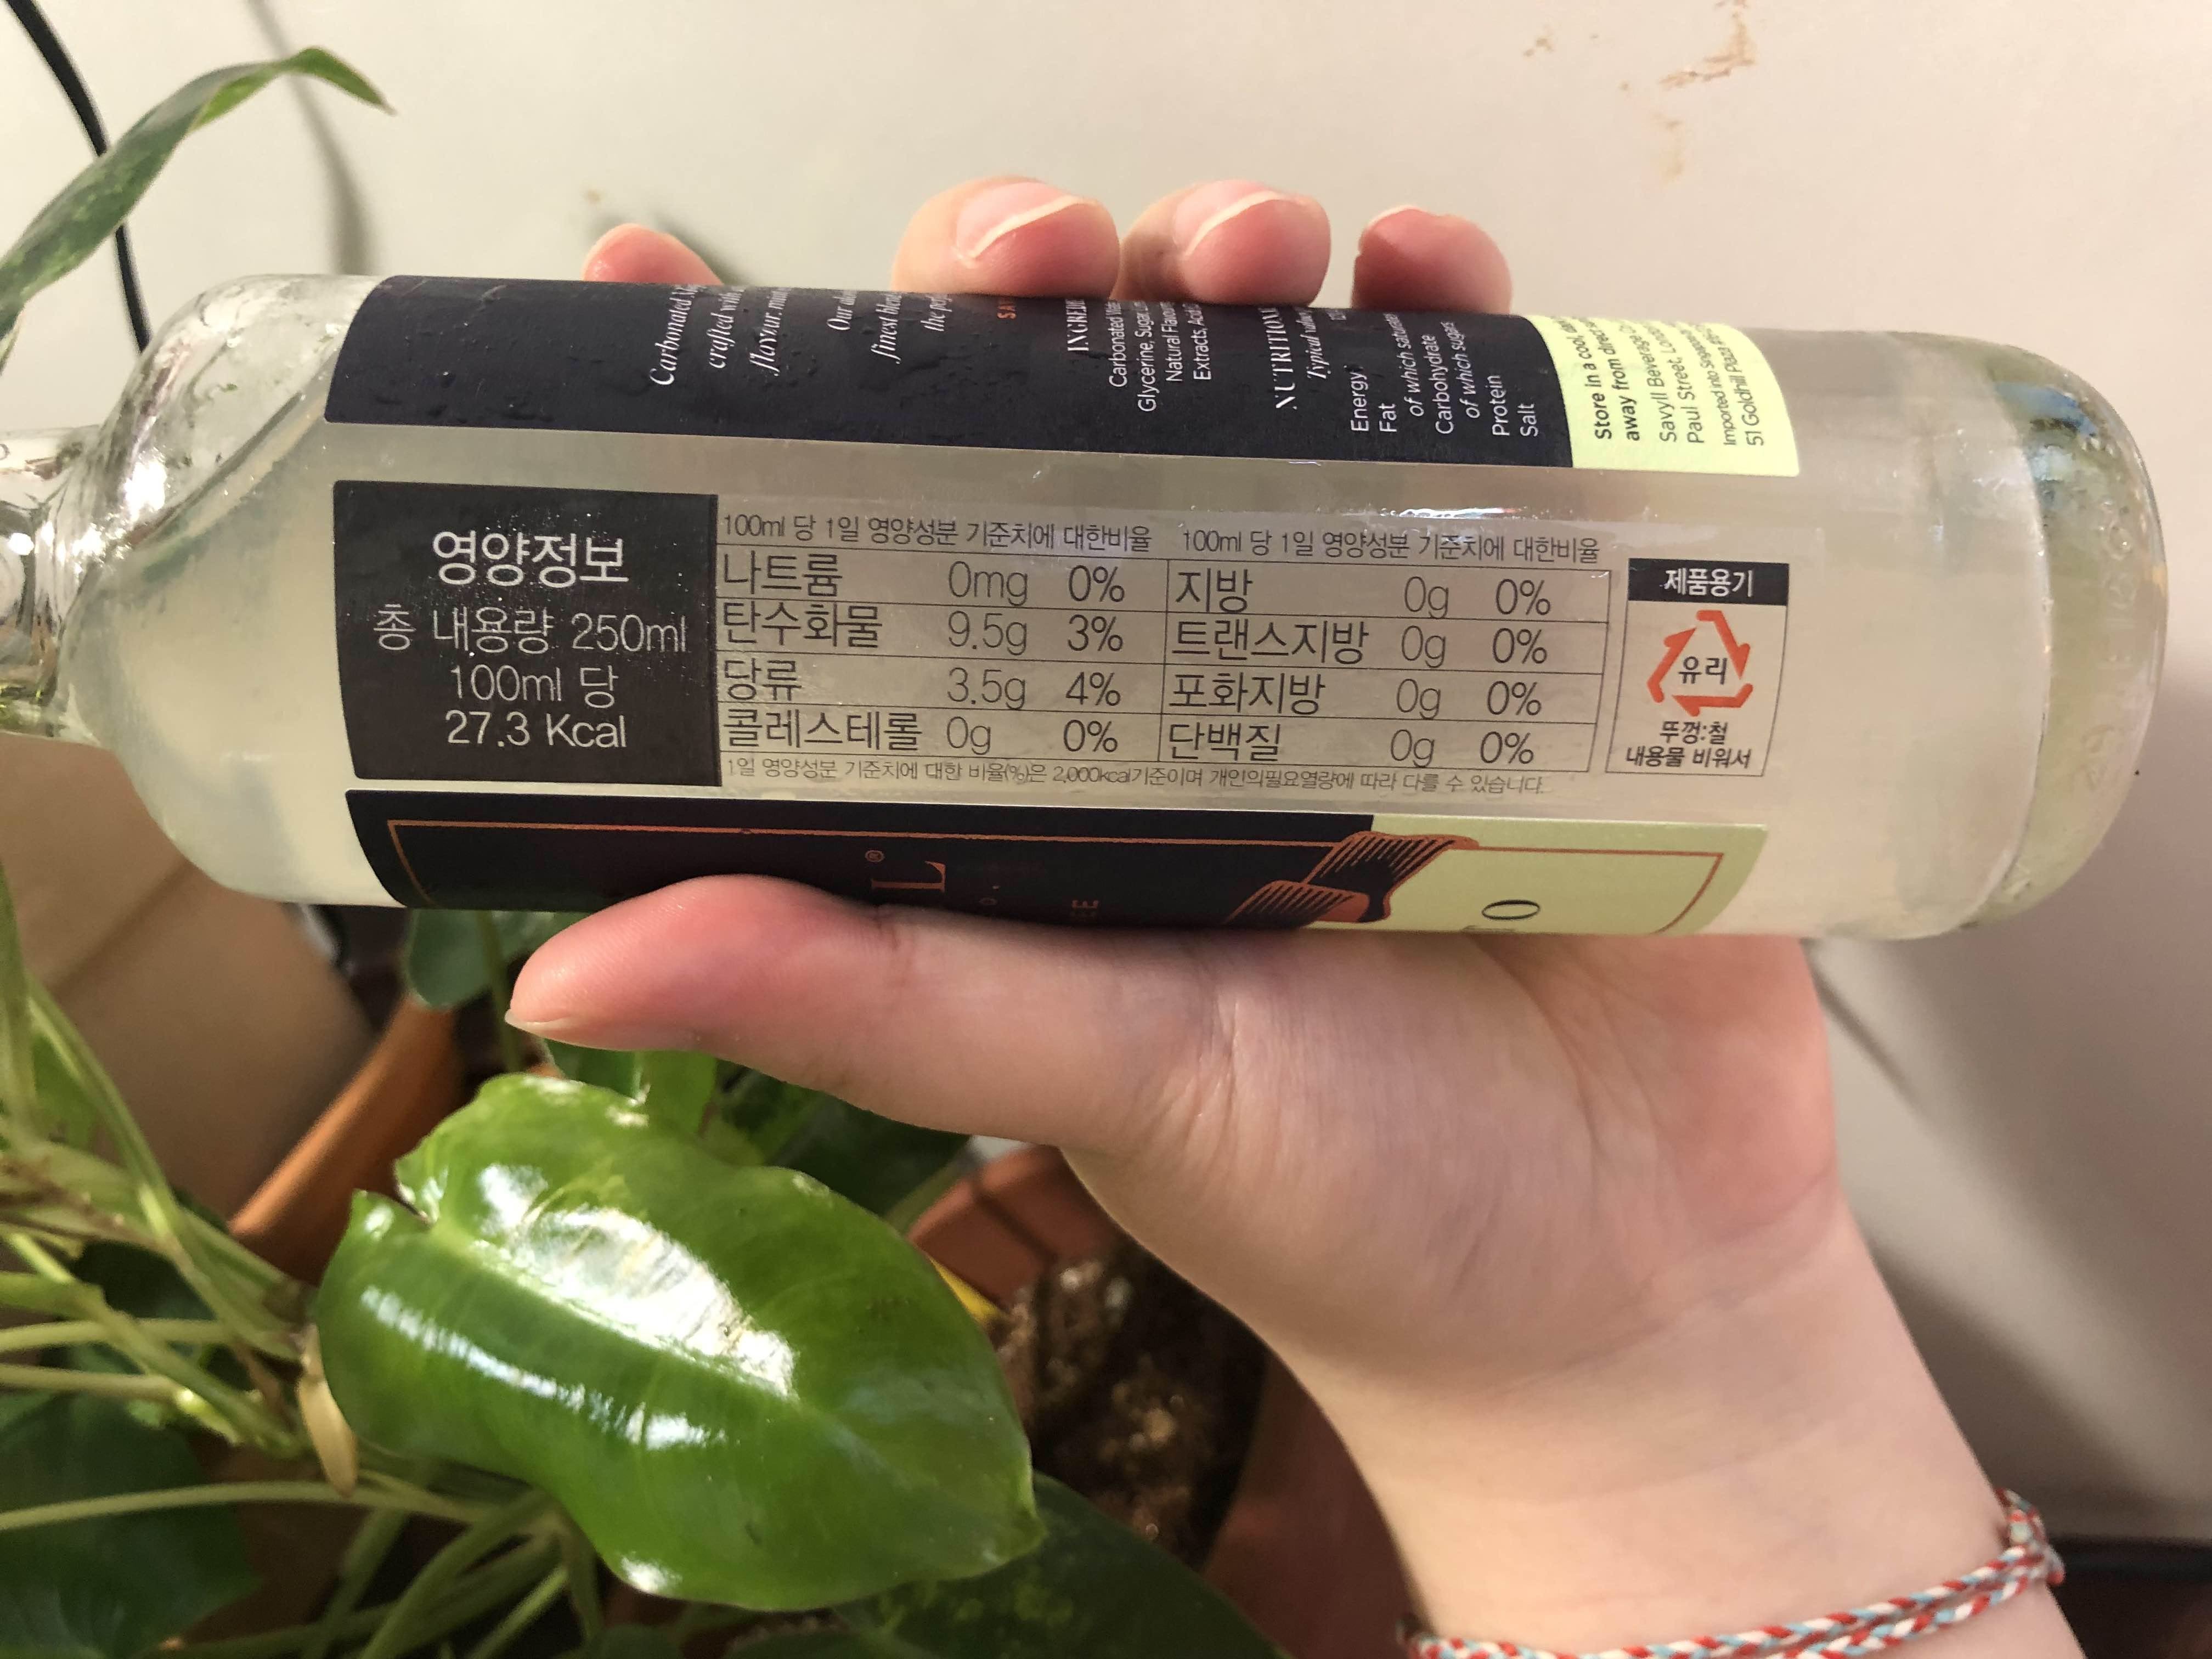 영양정보
총 내용량 250ml
100ml 당
27.3 Kcal
100ml 당 1일 영양성분 기준치에 대한비율 100ml 당 1일 영양성분 기준치에 대한비율
나트륨 0mg 0% 지방 0g 0%
탄수화물 9.5g 3% 트랜스지방 0g 0%
당류 3.5g 4% 포화지방 0g 0%
콜레스테롤 0g 0% 단백질 0g 0%
1일 영양성분 기준치에 대한 비율(%)은 2,000kcal기준이며 개인의필요열량에 따라 다를 수 있습니다.
제품용기
유리
뚜껑:철
내용물 비워서
Carbonated
crafted with
flavour
Our
finest
the
Carbonated
Glycerine, Sugar,
Natural
Extracts,
Typical
Energy
Fat
of which
Carbohydrate
of which sugars
Protein
Salt
Store in a cool,
away from direct
Savyll Beverage
Paul Street,
Imported into
51 Goldhill Plaza
L®